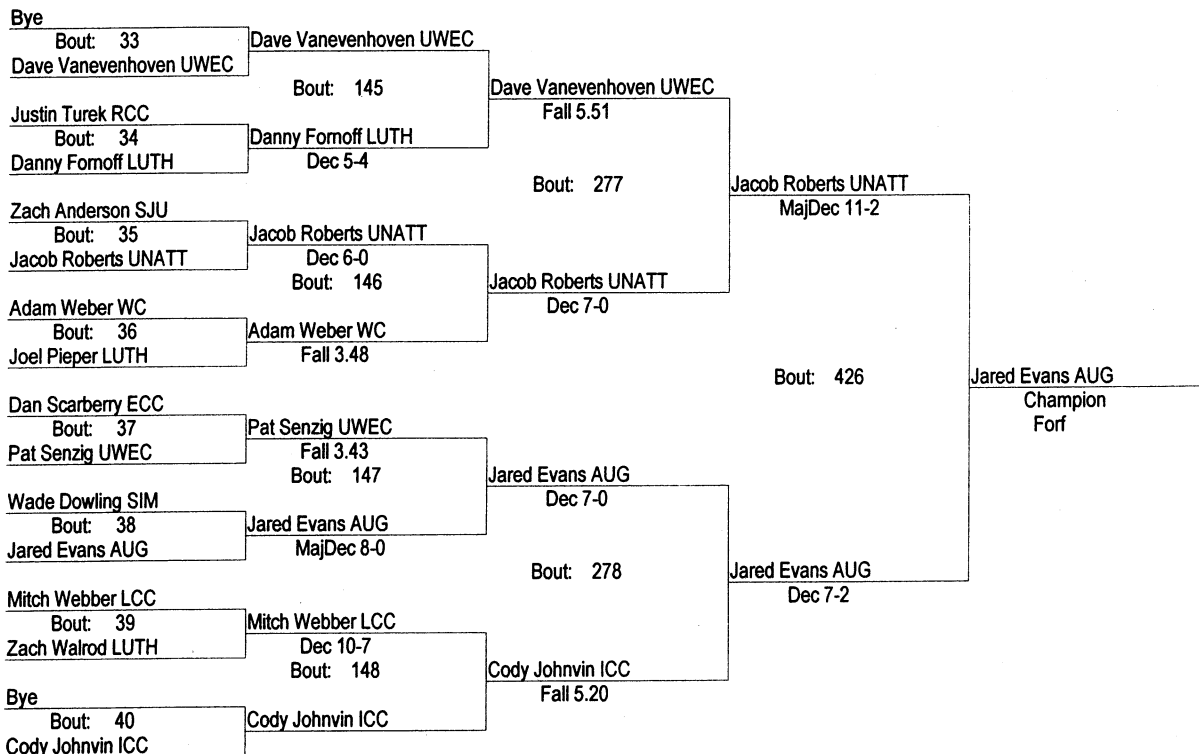 Bye
Bout: 33
Dave Vanevenhoven UWEC
Dave Vanevenhoven UWEC
Bout: 145
Dave Vanevenhoven UWEC
Fall 5.51
Justin Turek RCC
Bout: 34
Danny Fornoff LUTH
Danny Fornoff LUTH
Dec 5-4
Bout: 277
Jacob Roberts UNATT
MajDec 11-2
Zach Anderson SJU
Bout: 35
Jacob Roberts UNATT
Jacob Roberts UNATT
Dec 6-0
Bout: 146
Jacob Roberts UNATT
Dec 7-0
Adam Weber WC
Bout: 36
Joel Pieper LUTH
Adam Weber WC
Fall 3.48
Bout: 426
Jared Evans AUG
Champion
Forf
Dan Scarberry ECC
Bout: 37
Pat Senzig UWEC
Pat Senzig UWEC
Fall 3.43
Bout: 147
Jared Evans AUG
Dec 7-0
Wade Dowling SIM
Bout: 38
Jared Evans AUG
Jared Evans AUG
MajDec 8-0
Bout: 278
Jared Evans AUG
Dec 7-2
Mitch Webber LCC
Bout: 39
Zach Walrod LUTH
Mitch Webber LCC
Dec 10-7
Bout: 148
Cody Johnvin ICC
Fall 5.20
Bye
Bout: 40
Cody Johnvin ICC
Cody Johnvin ICC